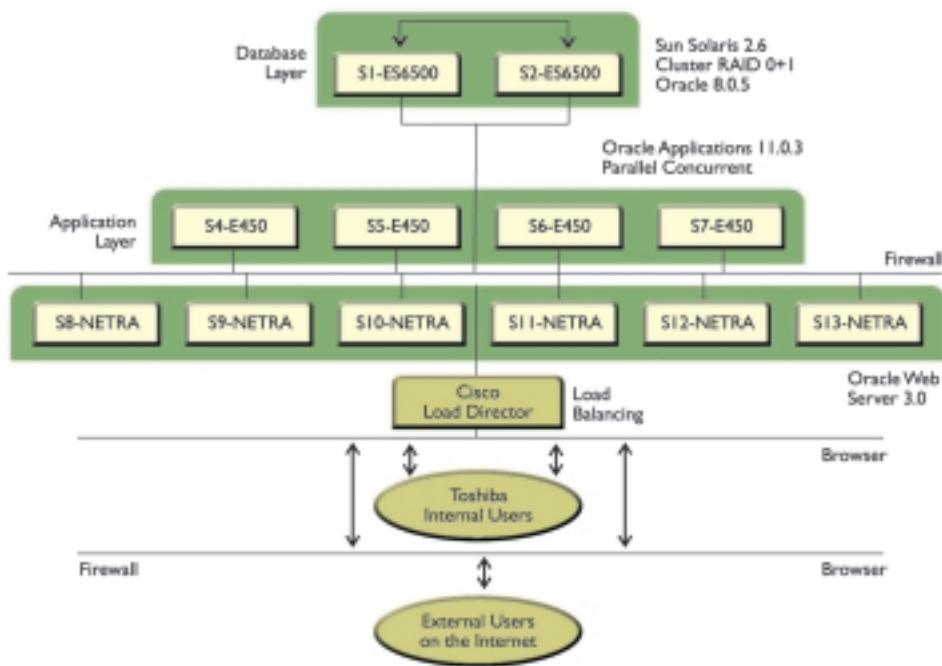 Database
Layer
S1-ES6500
S2-ES6500
Sun Solaris 2.6
Cluster RAID 0+1
Oracle 8.0.5
Oracle Applications 11.0.3
Parallel Concurrent
Application
Layer
S4-E450
S5-E450
S6-E450
S7-E450
Firewall
S8-NETRA
S9-NETRA
S10-NETRA
S11-NETRA
S12-NETRA
S13-NETRA
Oracle Web
Server 3.0
Cisco
Load Director
Load
Balancing
Browser
Toshiba
Internal Users
Firewall
Browser
External Users
on the Internet